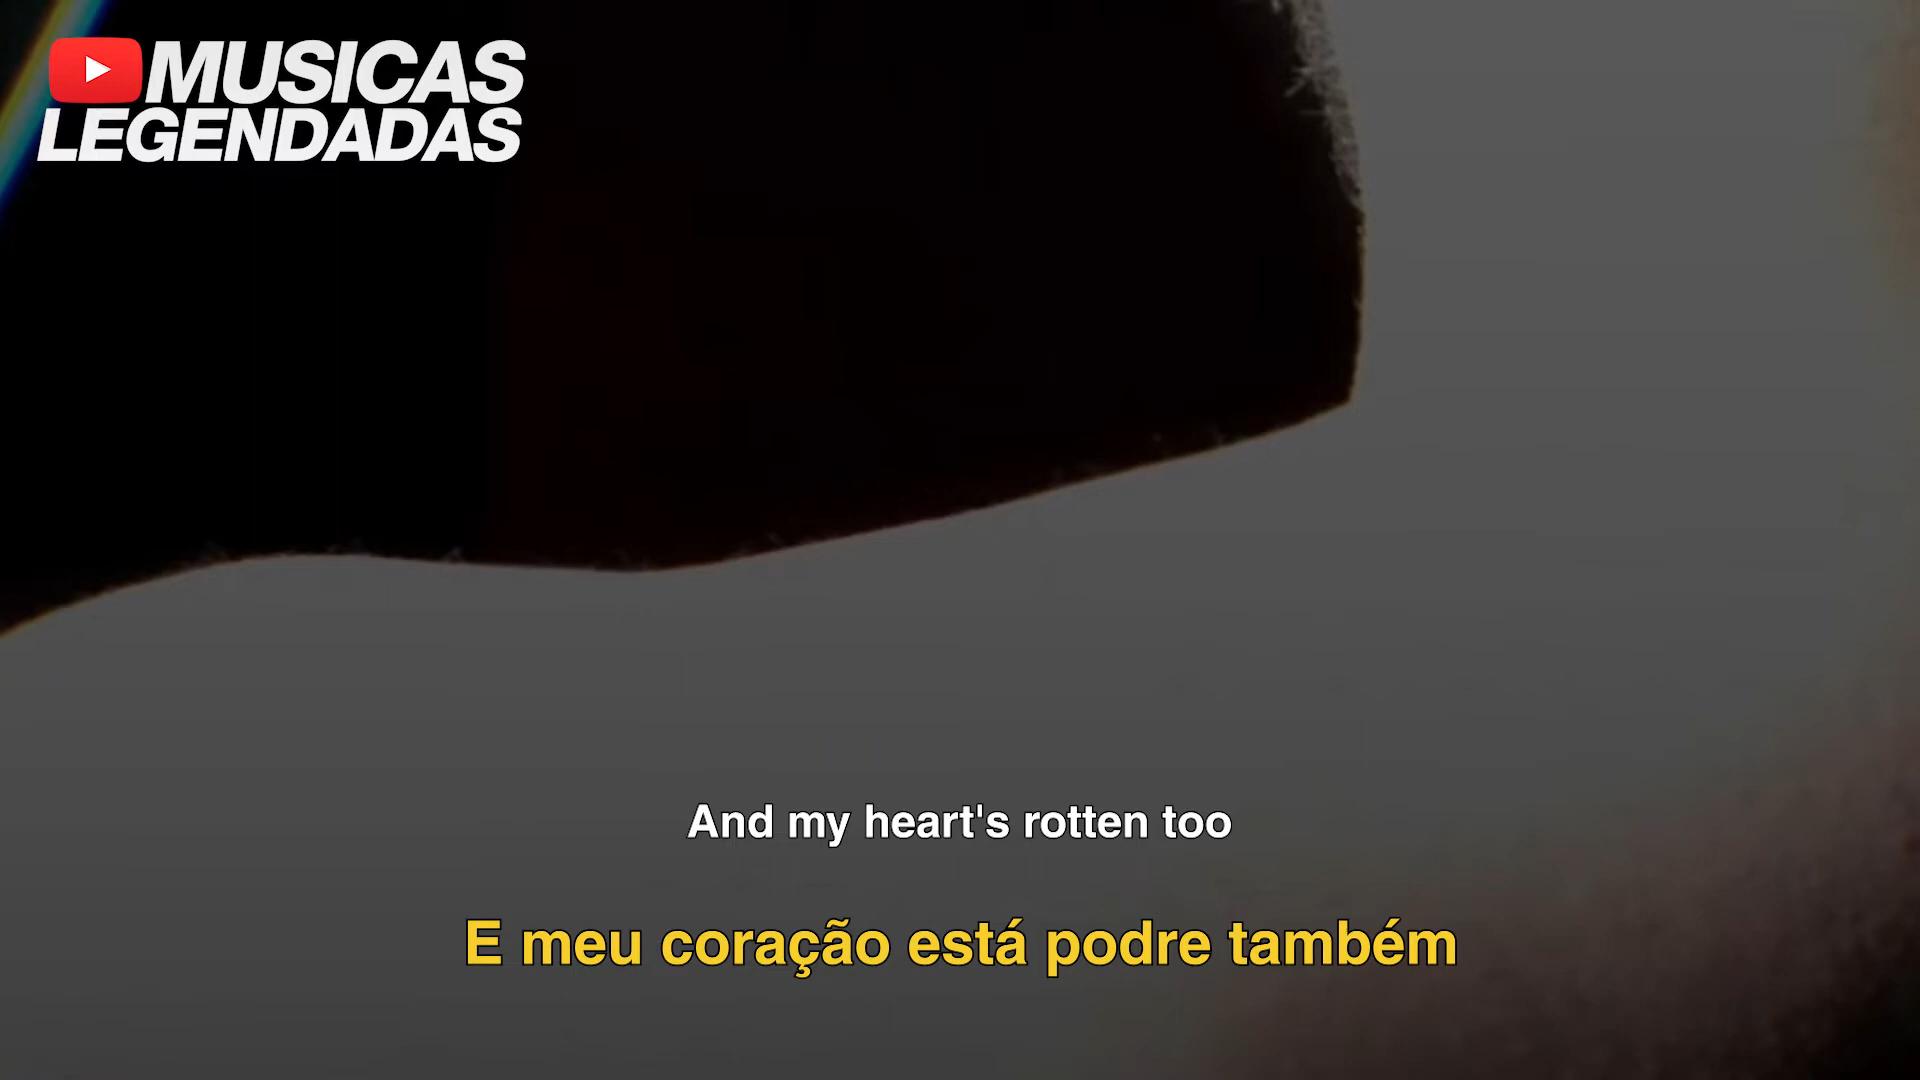 MUSICAS
LEGENDADAS
And my heart's rotten too
E meu coração está podre também